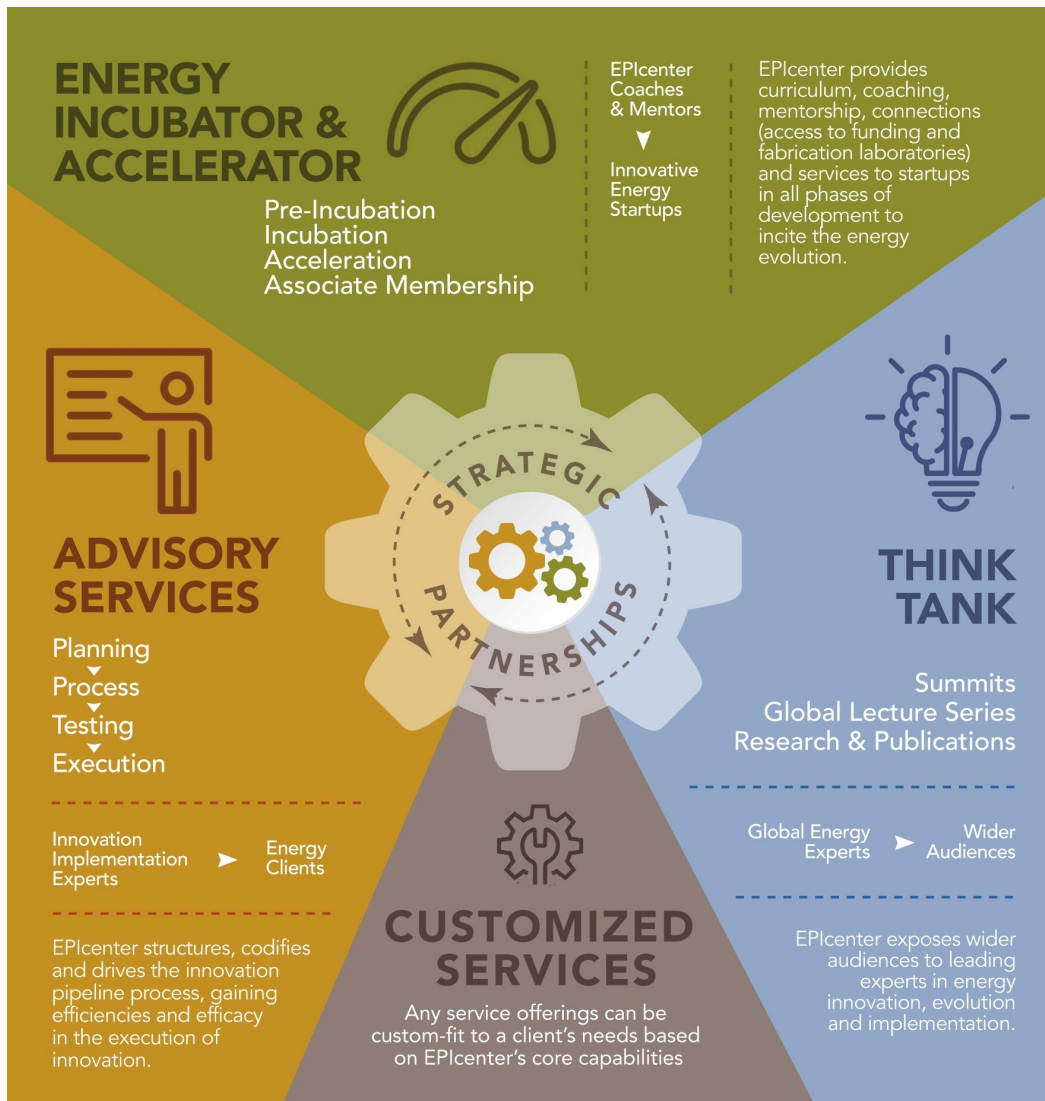 ENERGY
INCUBATOR &
ACCELERATOR
Pre-Incubation
Incubation
Acceleration
Associate Membership
EPIcenter
Coaches
& Mentors
Innovative
Energy
Startups
EPIcenter provides
curriculum, coaching,
mentorship, connections
(access to funding and
fabrication laboratories)
and services to startups
in all phases of
development to
incite the energy
evolution.
STRATEGIC
PARTNERSHIPS
ADVISORY
SERVICES
Planning
Process
Testing
Execution
Innovation
Implementation
Experts
Energy
Clients
EPIcenter structures, codifies
and drives the innovation
pipeline process, gaining
efficiencies and efficacy
in the execution of
innovation.
CUSTOMIZED
SERVICES
Any service offerings can be
custom-fit to a client's needs based
on EPIcenter's core capabilities
THINK
TANK
Summits
Global Lecture Series
Research & Publications
Global Energy
Experts
Wider
Audiences
EPIcenter exposes wider
audiences to leading
experts in energy
innovation, evolution
and implementation.